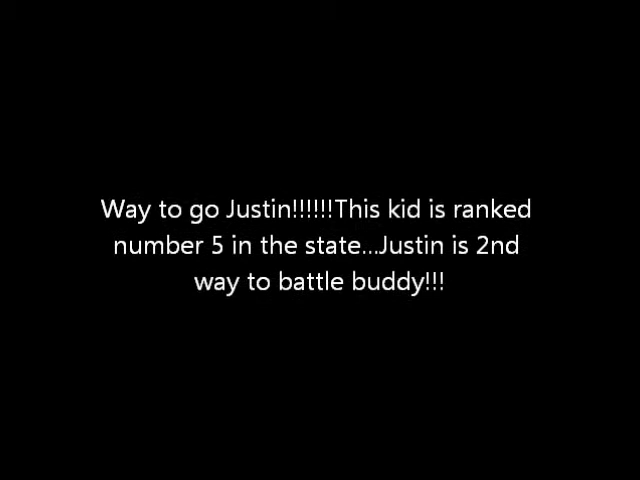 Way to go Justin!!!!!!This kid is ranked
number 5 in the state...Justin is 2nd
way to battle buddy!!!